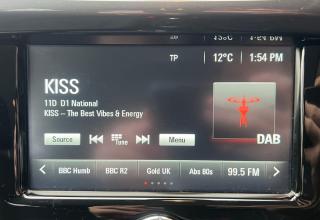 TP 12°C 1:54 PM
KISS
11D D1 National
KISS – The Best Vibes & Energy
Source Tune Menu DAB
BBC Humb BBC R2 Gold UK Abs 80s 99.5 FM